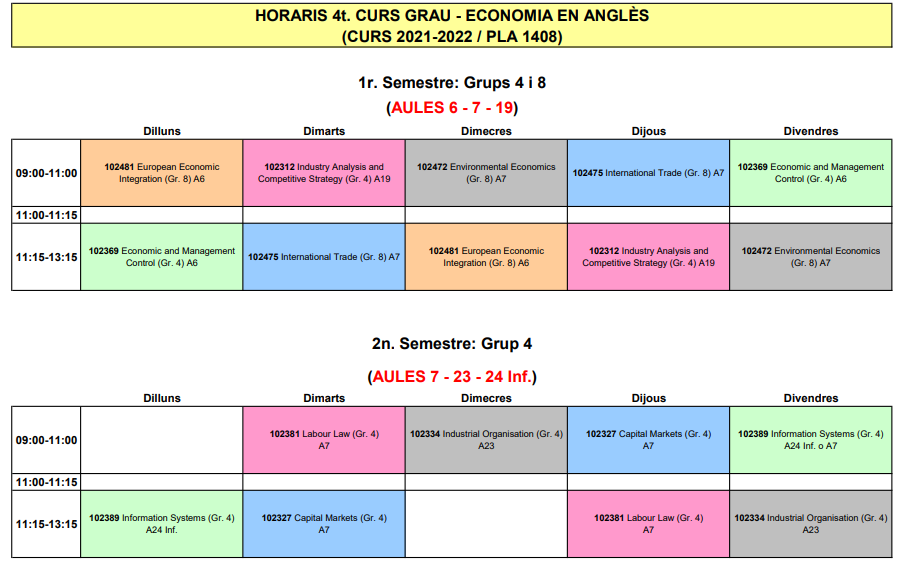 HORARIS 4t. CURS GRAU - ECONOMIA EN ANGLÈS
(CURS 2021-2022 / PLA 1408)
1r. Semestre: Grups 4 i 8
(AULES 6 - 7 - 19)
Dilluns Dimarts Dimecres Dijous Divendres
09:00-11:00
102481 European Economic
Integration (Gr. 8) A6
102312 Industry Analysis and
Competitive Strategy (Gr. 4) A19
102472 Environmental Economics
(Gr. 8) A7
102475 International Trade (Gr. 8) A7
102369 Economic and Management
Control (Gr. 4) A6
11:00-11:15
11:15-13:15
102369 Economic and Management
Control (Gr. 4) A6
102475 International Trade (Gr. 8) A7
102481 European Economic
Integration (Gr. 8) A6
102312 Industry Analysis and
Competitive Strategy (Gr. 4) A19
102472 Environmental Economics
(Gr. 8) A7
2n. Semestre: Grup 4
(AULES 7 - 23 - 24 Inf.)
Dilluns Dimarts Dimecres Dijous Divendres
09:00-11:00
102381 Labour Law (Gr. 4)
A7
102334 Industrial Organisation (Gr. 4)
A23
102327 Capital Markets (Gr. 4)
A7
102389 Information Systems (Gr. 4)
A24 Inf. o A7
11:00-11:15
11:15-13:15
102389 Information Systems (Gr. 4)
A24 Inf.
102327 Capital Markets (Gr. 4)
A7
102381 Labour Law (Gr. 4)
A7
102334 Industrial Organisation (Gr. 4)
A23